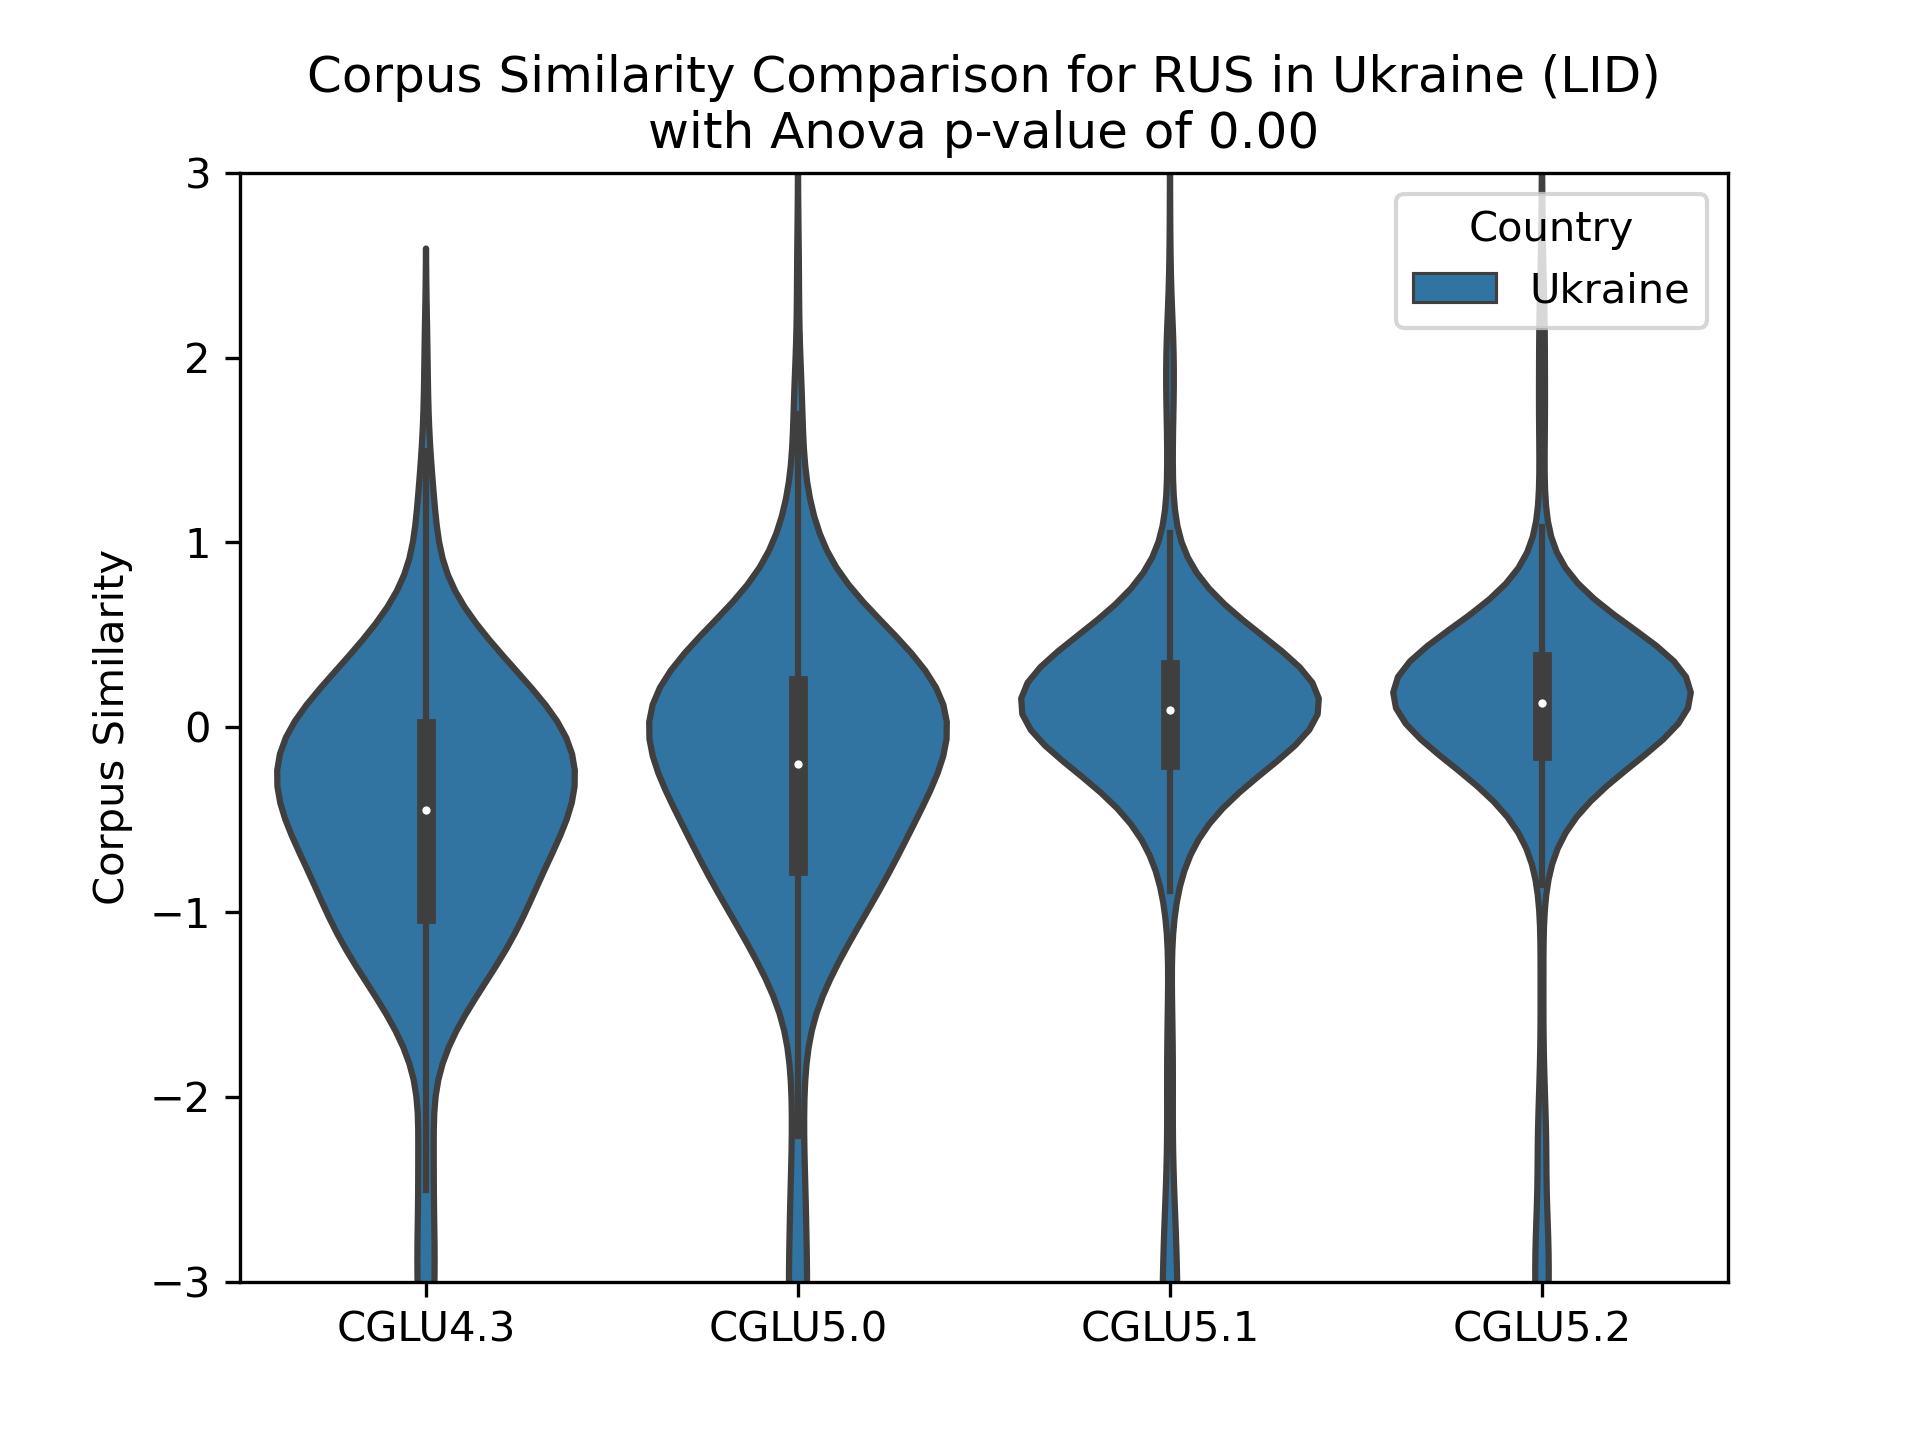 Corpus Similarity Comparison for RUS in Ukraine (LID)
with Anova p-value of 0.00
Corpus Similarity
3
2
1
0
−1
−2
−3
Country
Ukraine
CGLU4.3
CGLU5.0
CGLU5.1
CGLU5.2